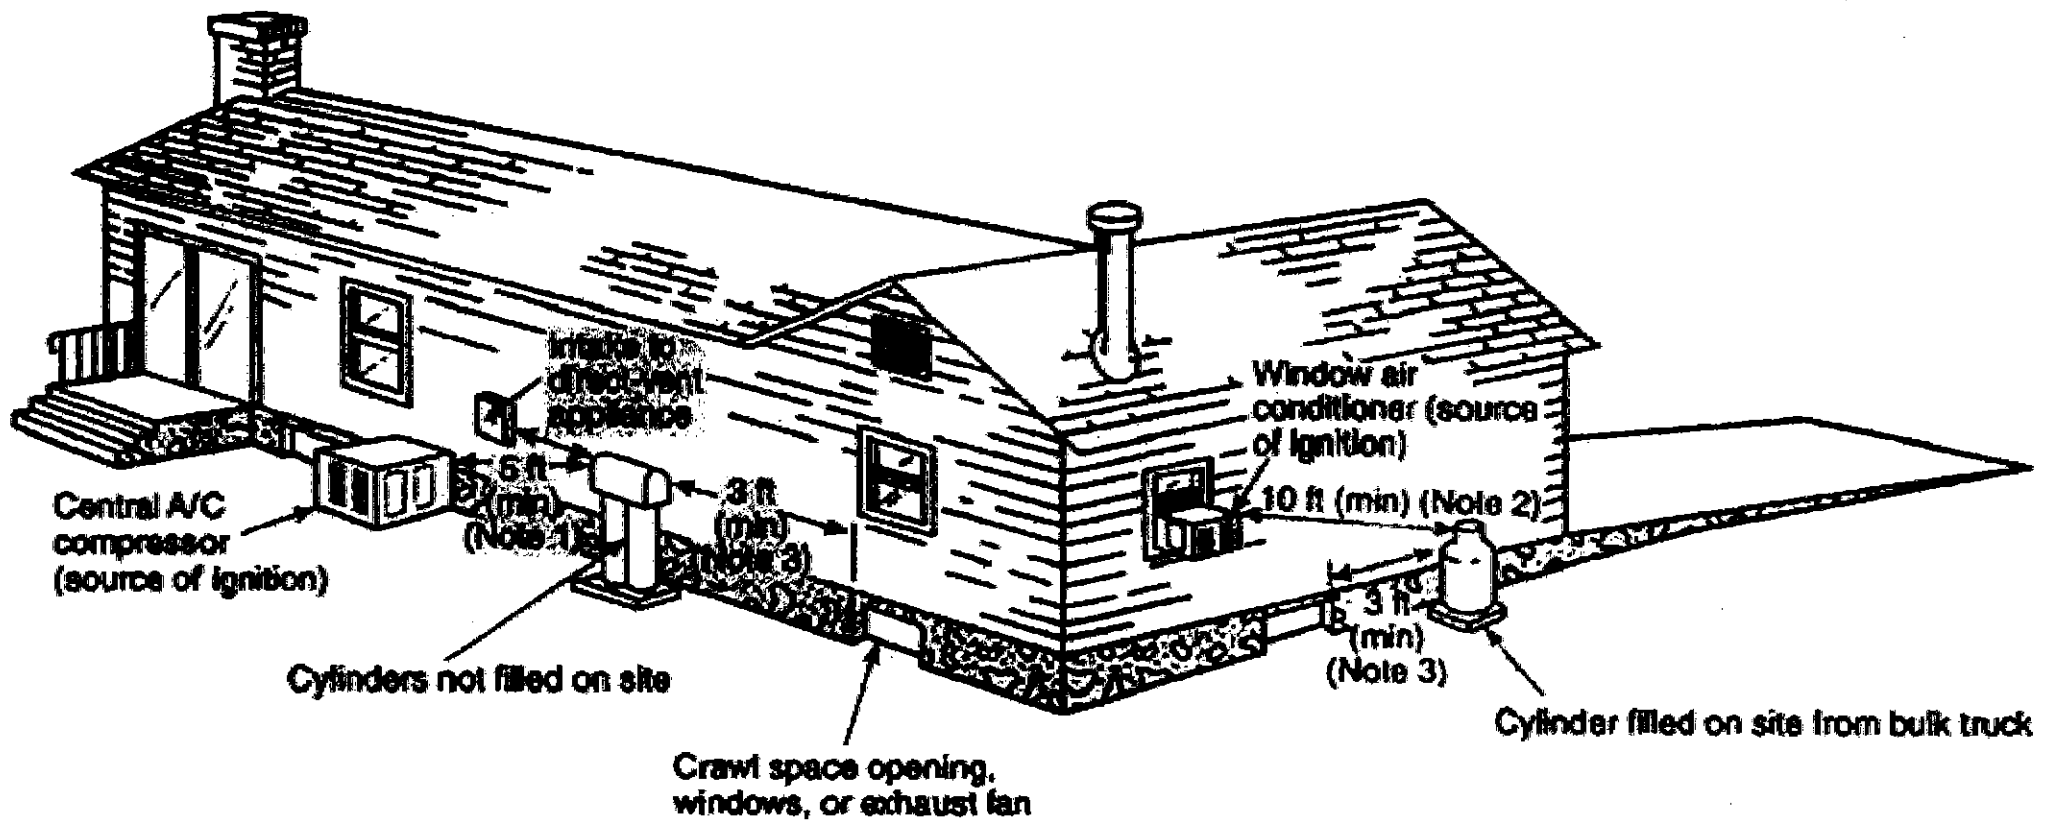 Intake to
direct-vent
appliance
Window air
conditioner (source
of ignition)
5 ft
(min)
(Note 1)
3 ft
(min)
(Note 3)
10 ft (min) (Note 2)
Central A/C
compressor
(source of ignition)
3 ft
(min)
(Note 3)
Cylinders not filled on site
Cylinder filled on site from bulk truck
Crawl space opening,
windows, or exhaust fan